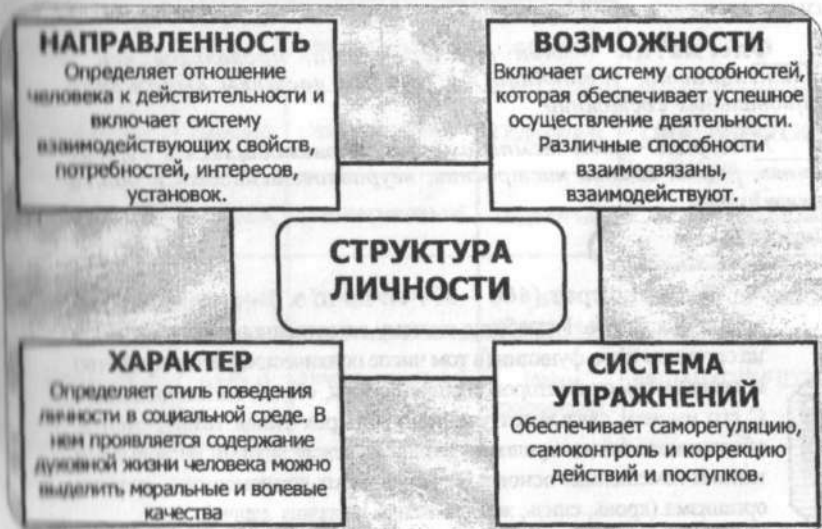 НАПРАВЛЕННОСТЬ
Определяет отношение
человека к действительности и
включает систему
взаимодействующих свойств,
потребностей, интересов,
установок.
ВОЗМОЖНОСТИ
Включает систему способностей,
которая обеспечивает успешное
осуществление деятельности.
Различные способности
взаимосвязаны,
взаимодействуют.
СТРУКТУРА
ЛИЧНОСТИ
ХАРАКТЕР
Определяет стиль поведения
личности в социальной среде. В
нем проявляется содержание
духовной жизни человека можно
выделить моральные и волевые
качества
СИСТЕМА
УПРАЖНЕНИЙ
Обеспечивает саморегуляцию,
самоконтроль и коррекцию
действий и поступков.